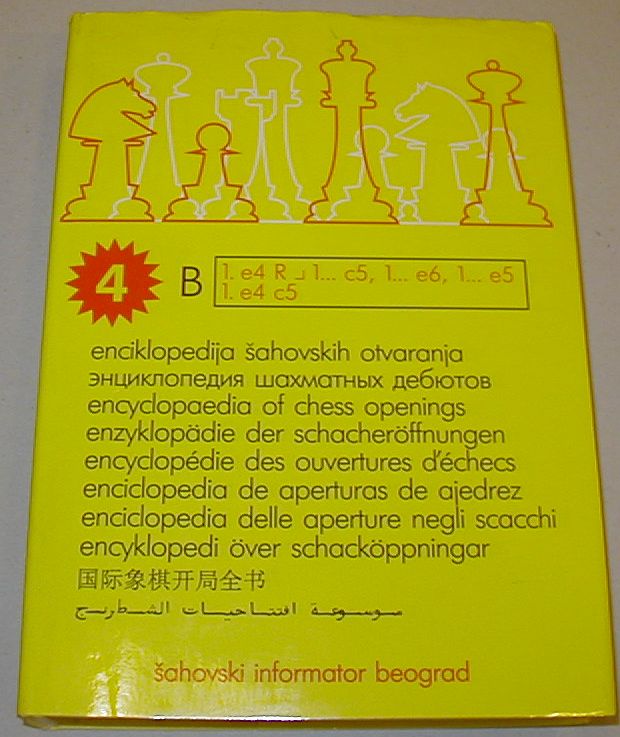 4
B
1. e4 R ┘ 1... c5, 1... e6, 1... e5
1. e4 c5
enciklopedija šahovskih otvaranja
энциклопедия шахматных дебютов
encyclopaedia of chess openings
enzyklopädie der schacheröffnungen
encyclopédie des ouvertures d'échecs
enciclopedia de aperturas de ajedrez
enciclopedia delle aperture negli scacchi
encyklopedi över schacköppningar
国际象棋开局全书
موسوعة افتتاحيات الشطرنج
šahovski informator beograd